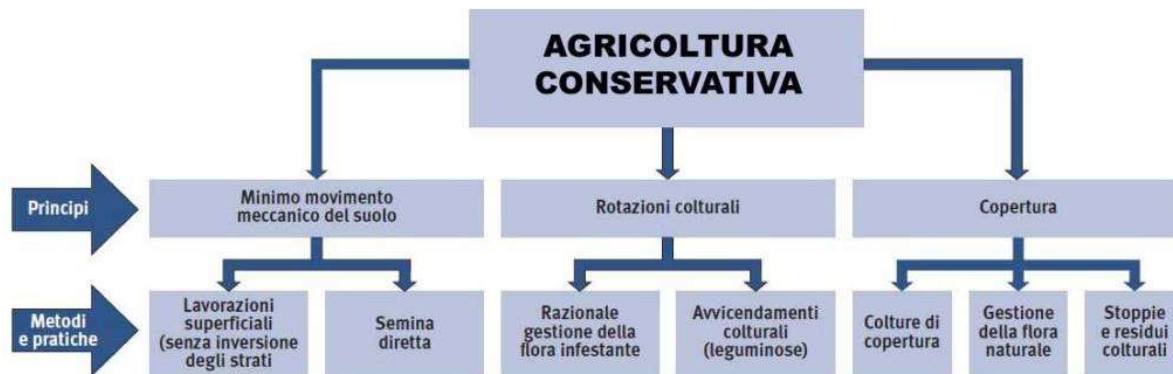 AGRICOLTURA
CONSERVATIVA
Principi
Minimo movimento
meccanico del suolo
Rotazioni colturali
Copertura
Metodi
e pratiche
Lavorazioni
superficiali
(senza inversione
degli strati
Semina
diretta
Razionale
gestione della
flora infestante
Avvicendamenti
colturali
(leguminose)
Colture di
copertura
Gestione
della flora
naturale
Stoppie
e residui
colturali